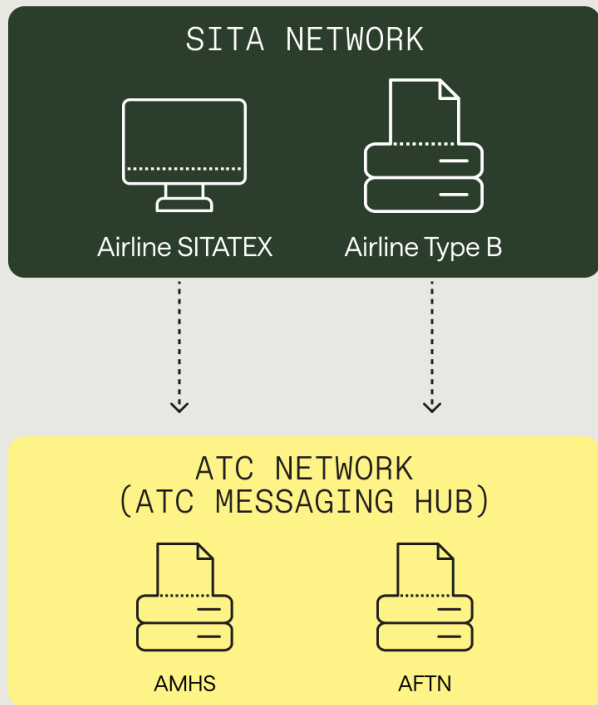 SITA NETWORK
Airline SITATEX
Airline Type B
ATC NETWORK
(ATC MESSAGING HUB)
AMHS
AFTN